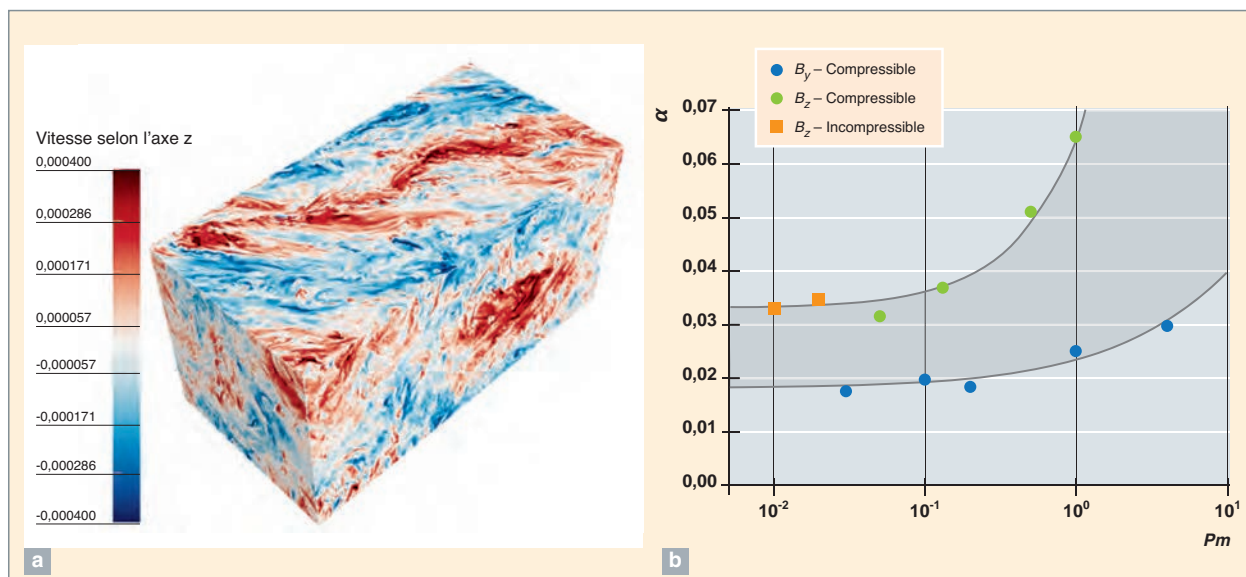 Vitesse selon l'axe z
0,000400
0,000286
0,000171
0,000057
-0,000057
-0,000171
-0,000286
-0,000400
a
By – Compressible
Bz – Compressible
Bz – Incompressible
α
0,07
0,06
0,05
0,04
0,03
0,02
0,01
0,00
10-2 10-1 100 101
Pm
b